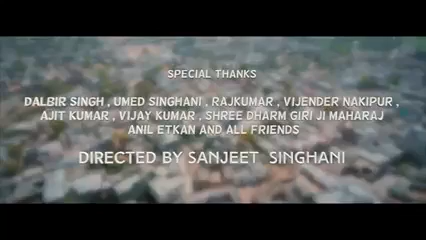 SPECIAL THANKS
DALBIR SINGH , UMED SINGHANI , RAJKUMAR , VIJENDER NAKIPUR ,
AJIT KUMAR , VIJAY KUMAR , SHREE DHARM GIRI JI MAHARAJ
ANIL ETKAN AND ALL FRIENDS
DIRECTED BY SANJEET SINGHANI